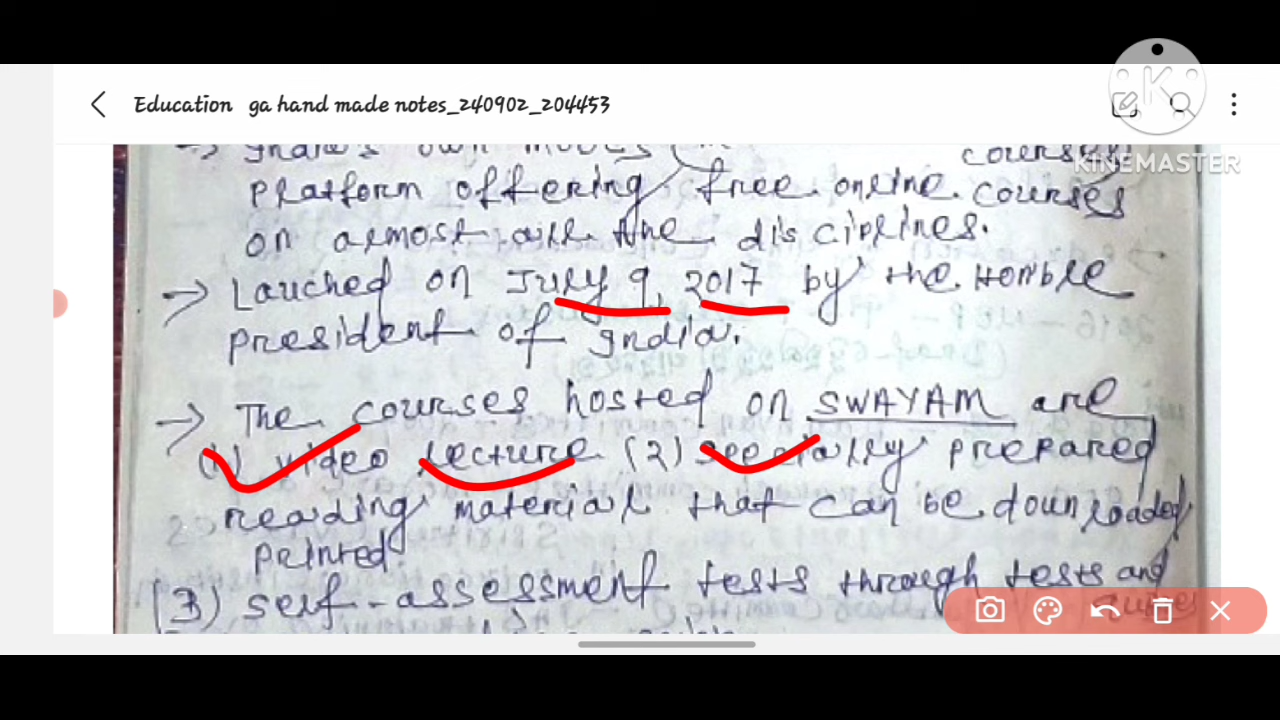 Education ga hand made notes_240902_204453
KINEMASTER
courses
Platform offering free online courses
on almost all the disciplines.
→ Lauched on July 9, 2017 by the Honble
president of India.
→ The courses hosted on SWAYAM are
(1) video lecture (2) specially prepared
reading material that can be downloaded
printed.
(3) self-assessment tests through tests and
quizes